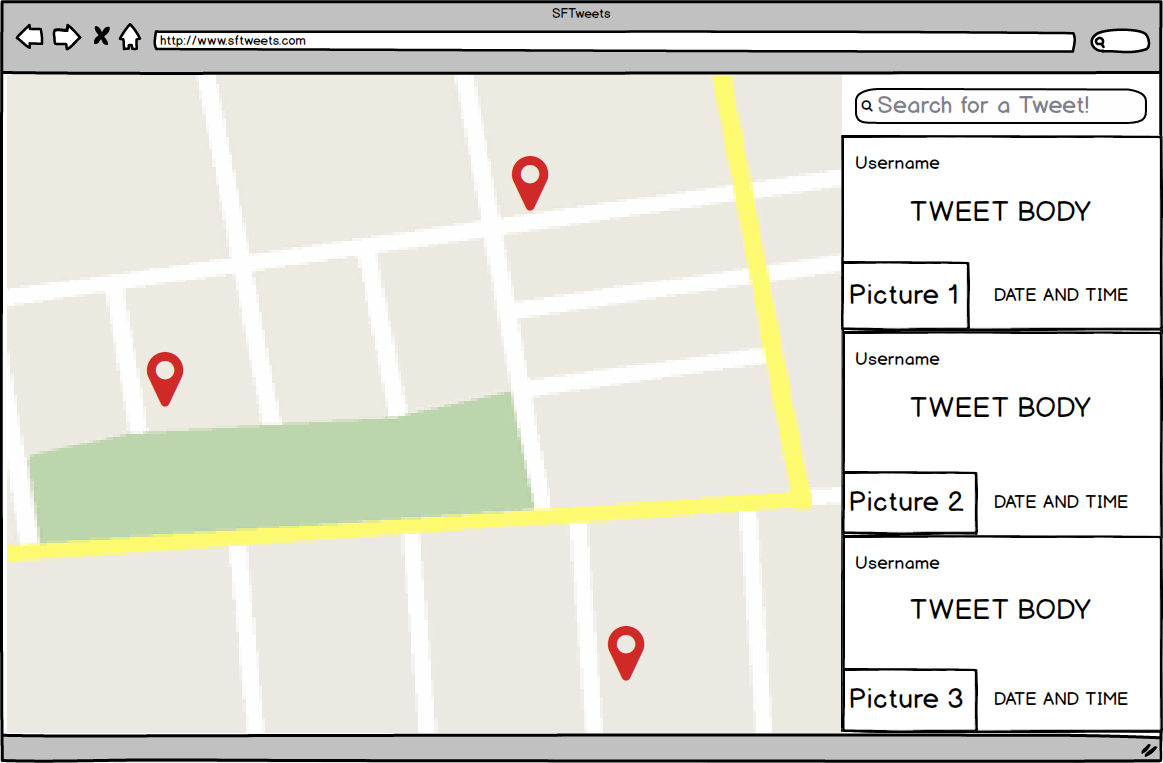 SFTweets
http://www.sftweets.com
Search for a Tweet!
Username
TWEET BODY
Picture 1
DATE AND TIME
Username
TWEET BODY
Picture 2
DATE AND TIME
Username
TWEET BODY
Picture 3
DATE AND TIME